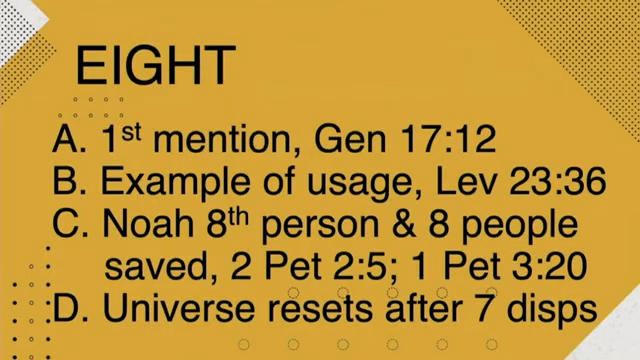 EIGHT
A. 1st mention, Gen 17:12
B. Example of usage, Lev 23:36
C. Noah 8th person & 8 people
saved, 2 Pet 2:5; 1 Pet 3:20
D. Universe resets after 7 disps